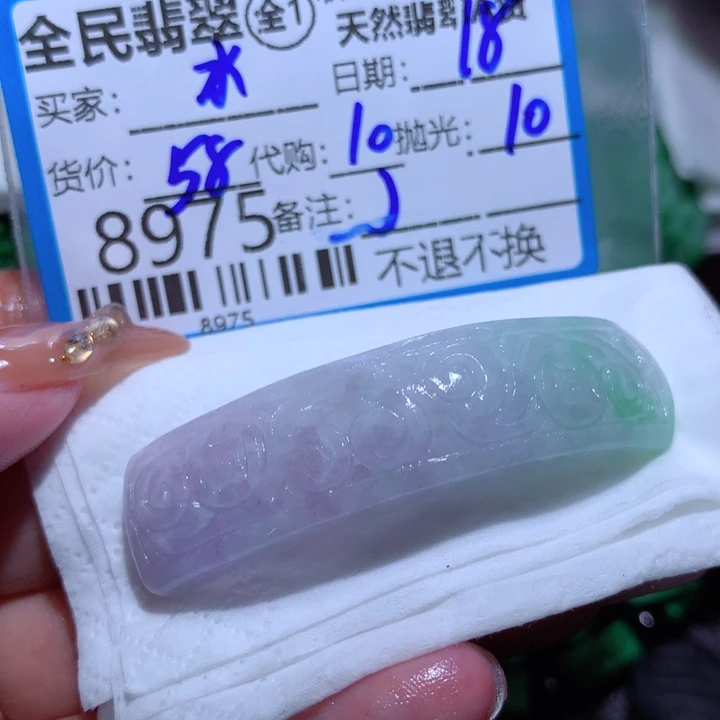 全民翡翠 全1 天然翡翠
买家： 水 日期： 18
货价： 58 代购： 10 抛光： 10
8975 备注：
不退不换
8975